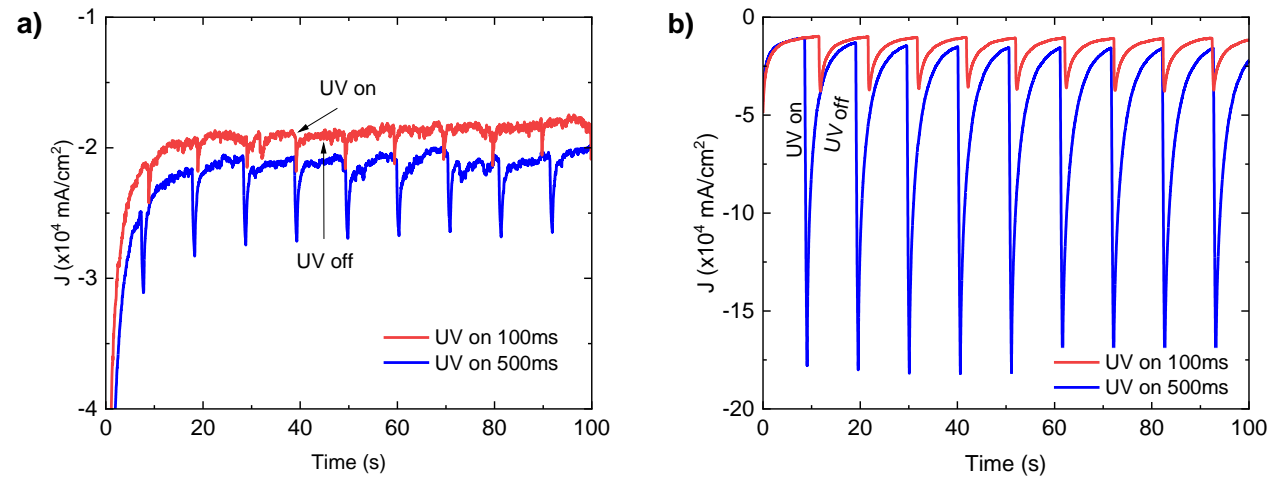 a)
J (x10⁴ mA/cm2)
-1
-2
-3
-4
UV on
UV off
UV on 100ms
UV on 500ms
0 20 40 60 80 100
Time (s)
b)
J (x10⁴ mA/cm2)
0
-5
-10
-15
-20
UV on
UV off
UV on 100ms
UV on 500ms
0 20 40 60 80 100
Time (s)